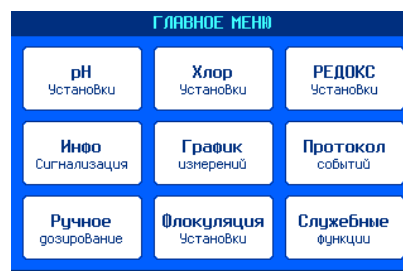 ГЛАВНОЕ МЕНЮ
pH
Установки
Хлор
Установки
РЕДОКС
Установки
Инфо
Сигнализация
График
измерений
Протокол
событий
Ручное
дозирование
Флокуляция
Установки
Служебные
функции